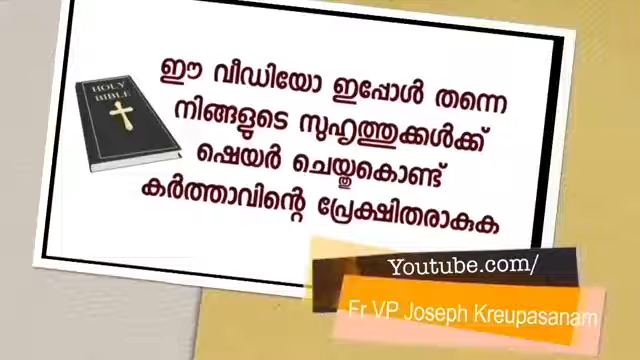 HOLY
BIBLE
ഈ വീഡിയോ ഇപ്പോൾ തന്നെ
നിങ്ങളുടെ സുഹൃത്തുക്കൾക്ക്
ഷെയർ ചെയ്തുകൊണ്ട്
കർത്താവിന്റെ പ്രേക്ഷിതരാകുക
Youtube.com/
Fr VP Joseph Kreupasanam